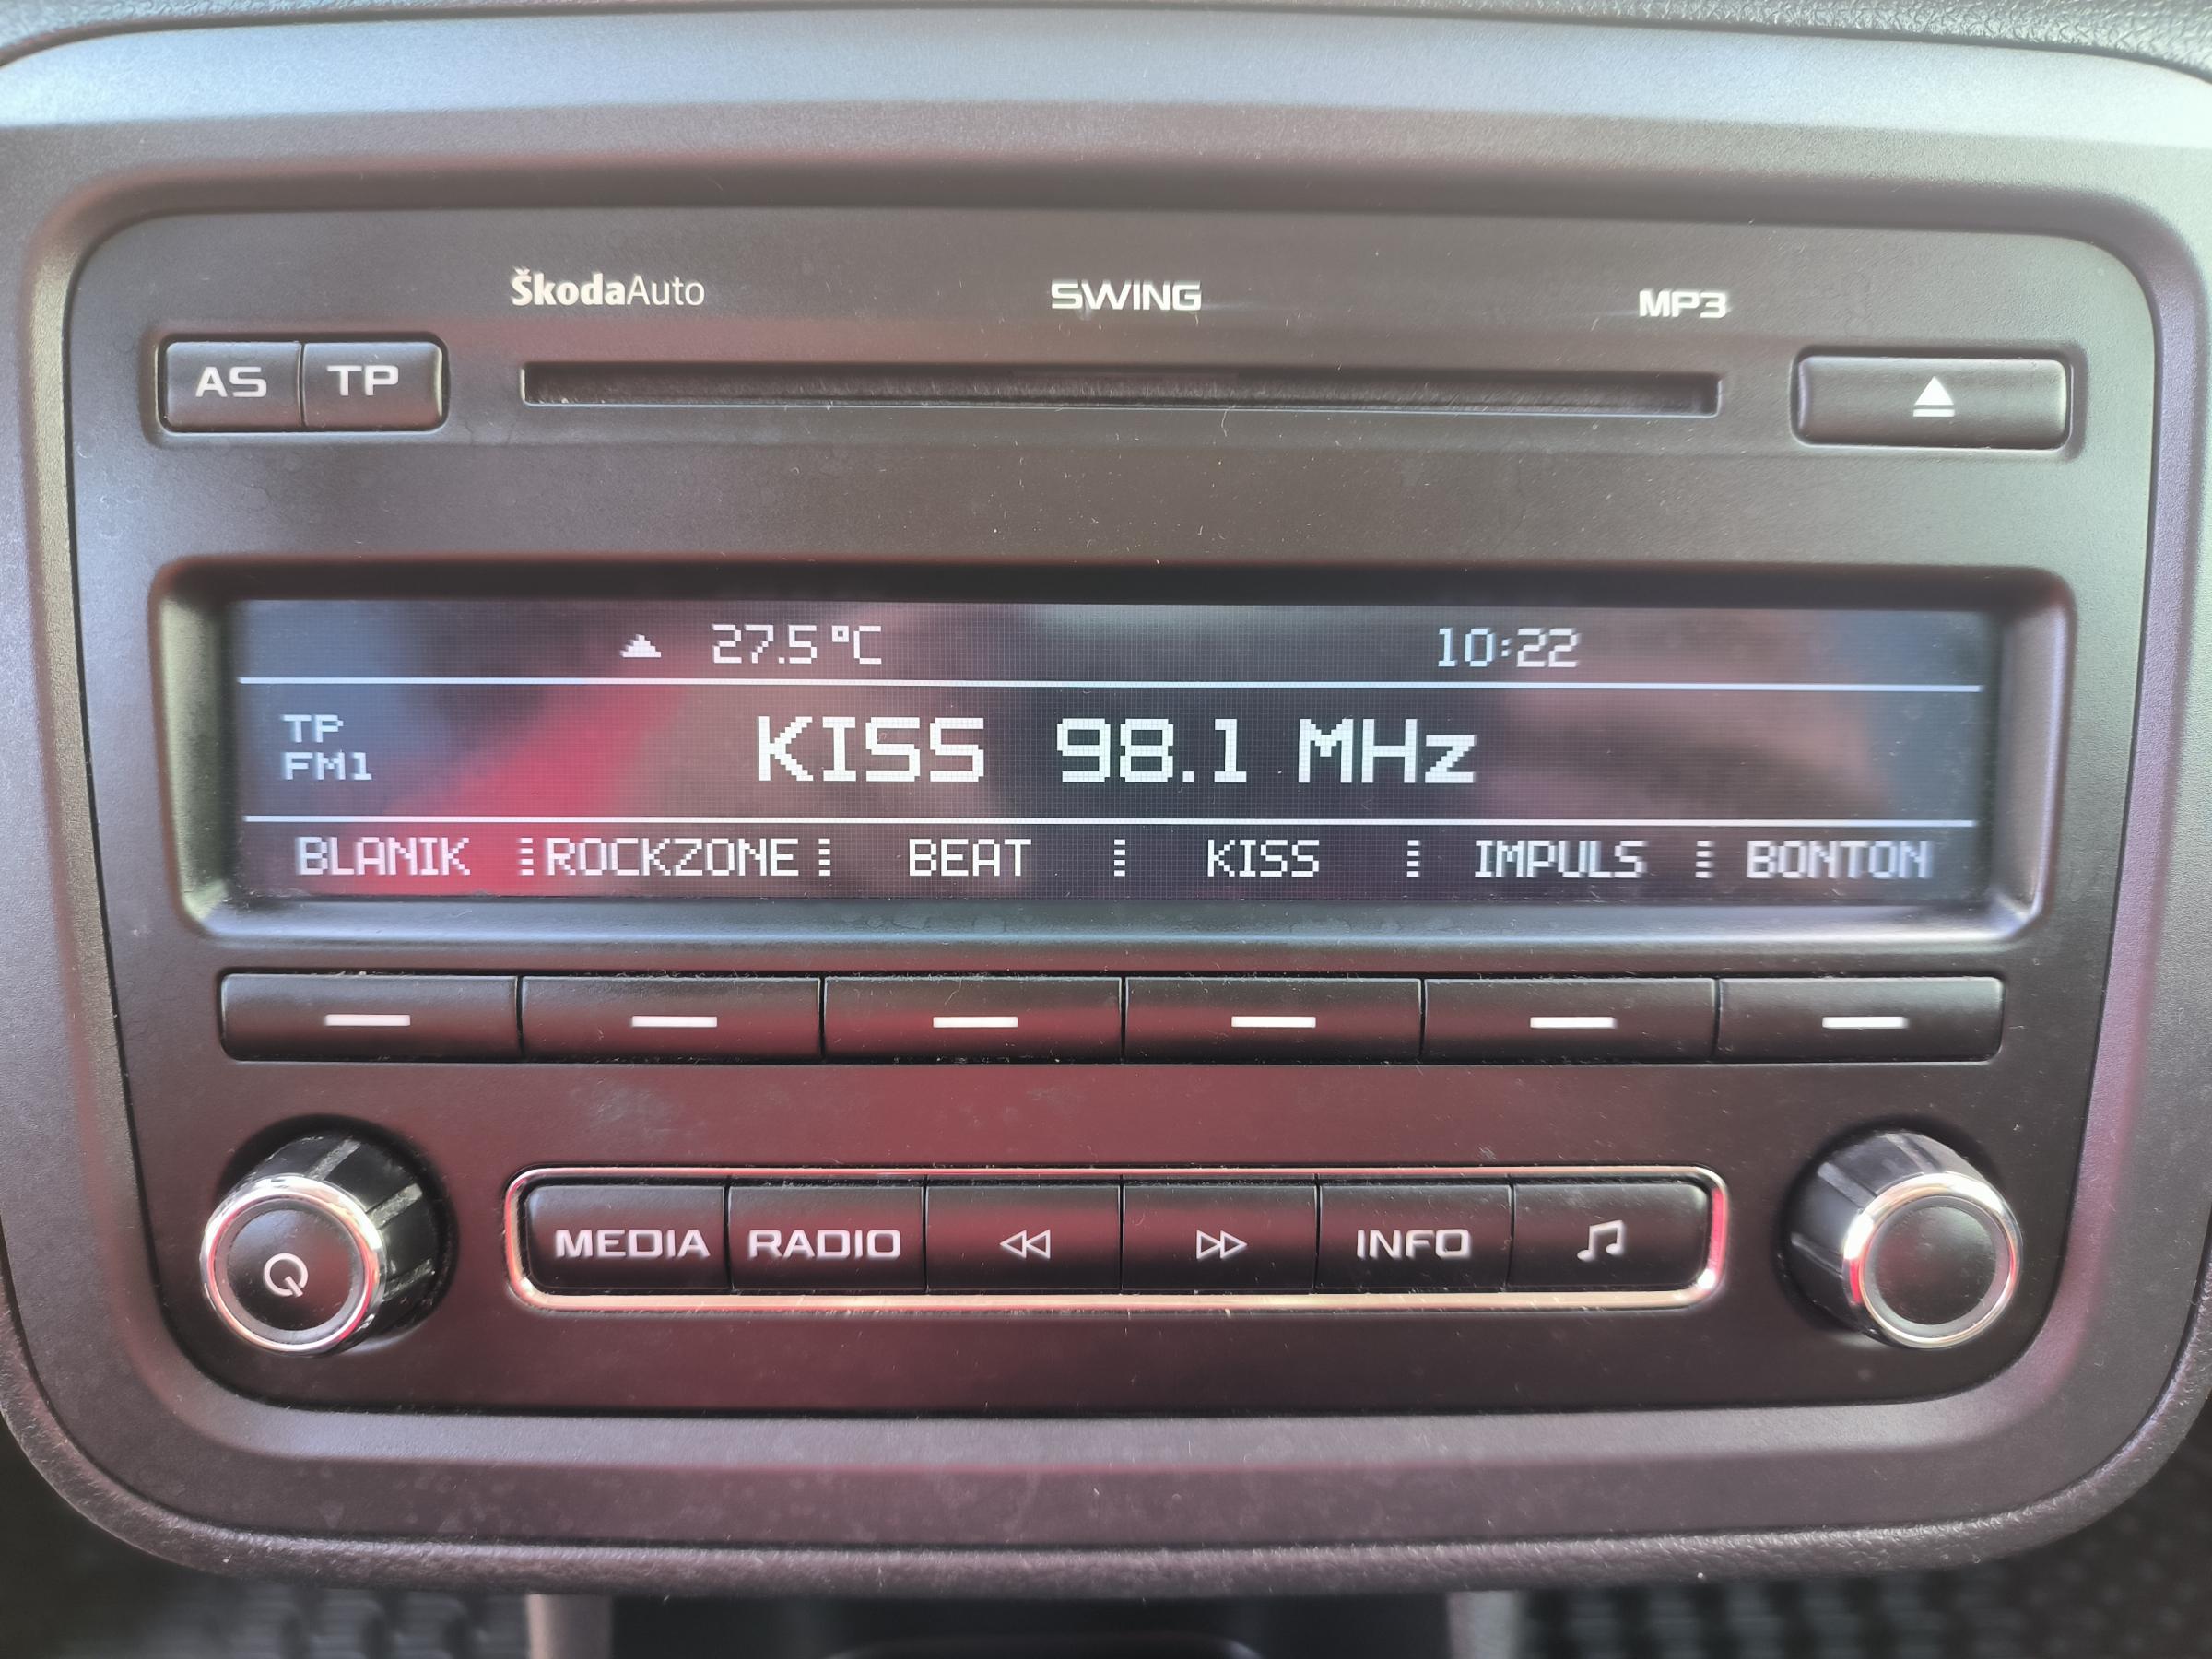 ŠkodaAuto SWING MP3
AS TP
27.5°C 10:22
TP
FM1
KISS 98.1 MHz
BLANIK ROCKZONE BEAT KISS IMPULS BONTON
MEDIA RADIO INFO